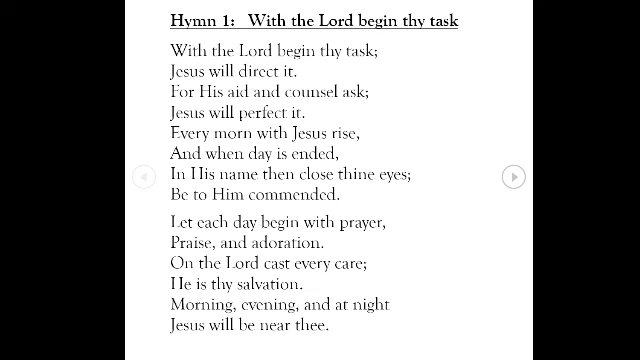 Hymn 1: With the Lord begin thy task
With the Lord begin thy task;
Jesus will direct it.
For His aid and counsel ask;
Jesus will perfect it.
Every morn with Jesus rise,
And when day is ended,
In His name then close thine eyes;
Be to Him commended.
Let each day begin with prayer,
Praise, and adoration.
On the Lord cast every care;
He is thy salvation.
Morning, evening, and at night
Jesus will be near thee.